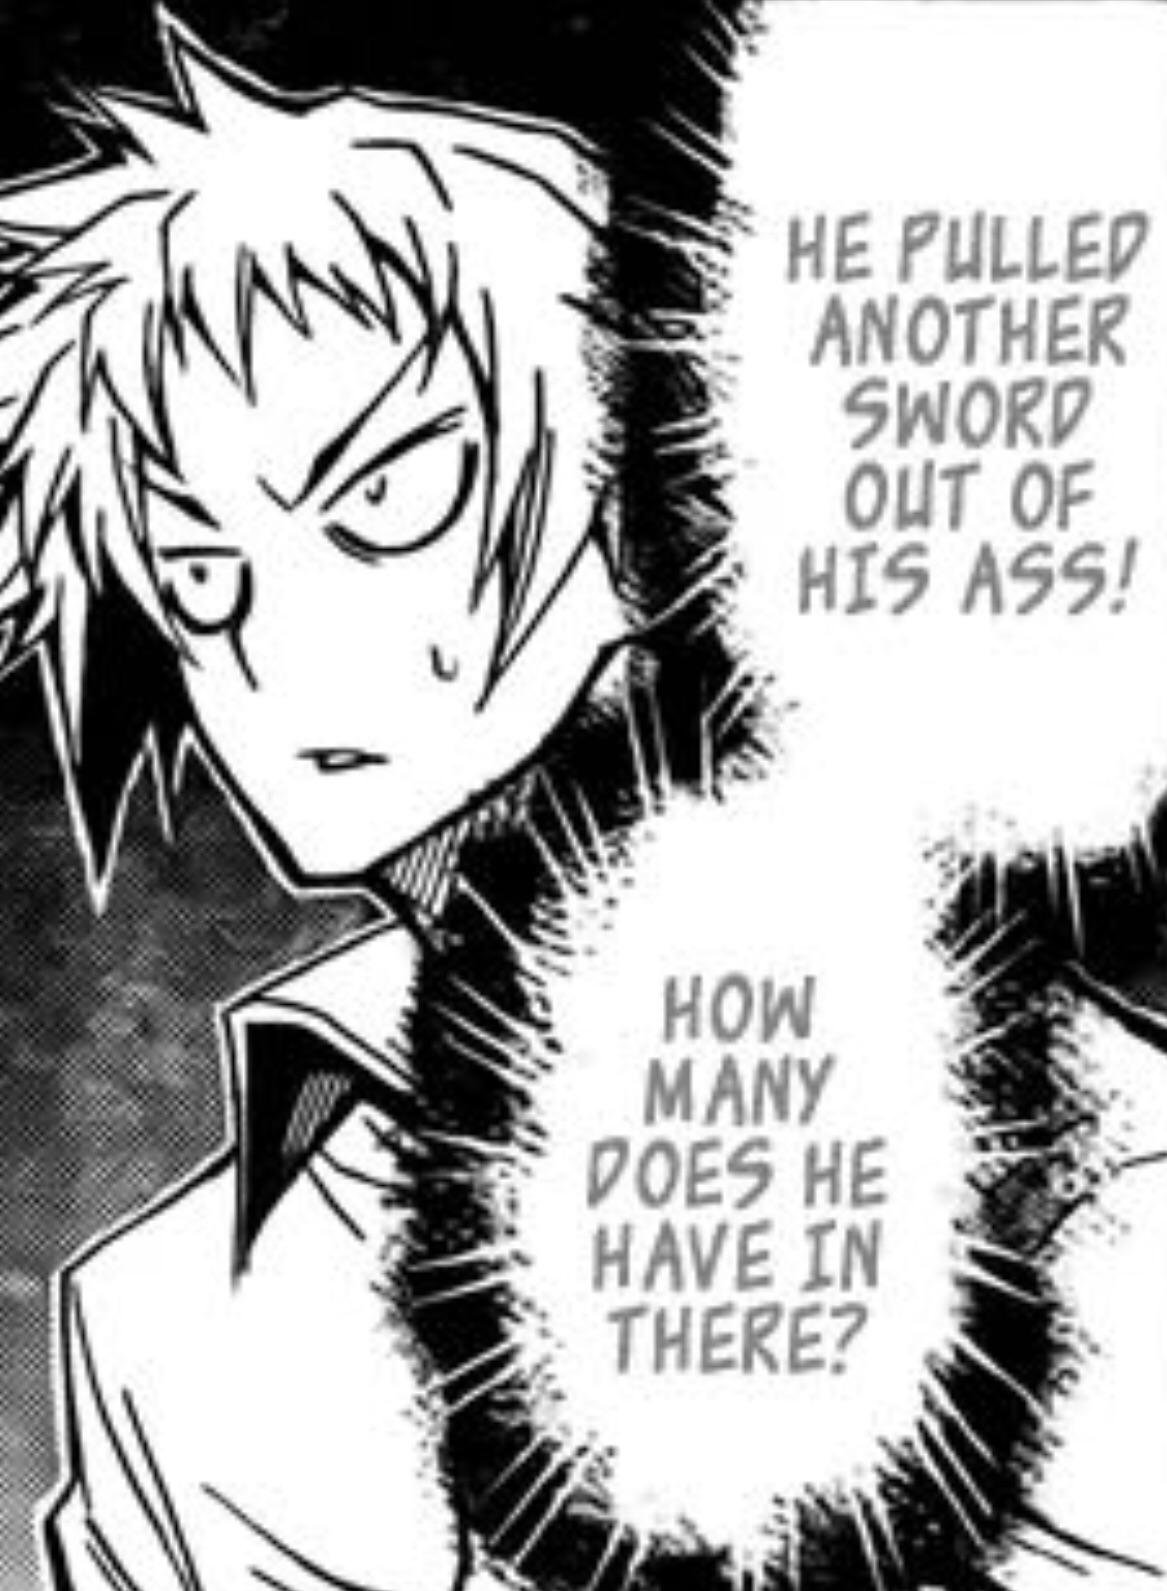 HE PULLED
ANOTHER
SWORD
OUT OF
HIS ASS!
HOW
MANY
DOES HE
HAVE IN
THERE?